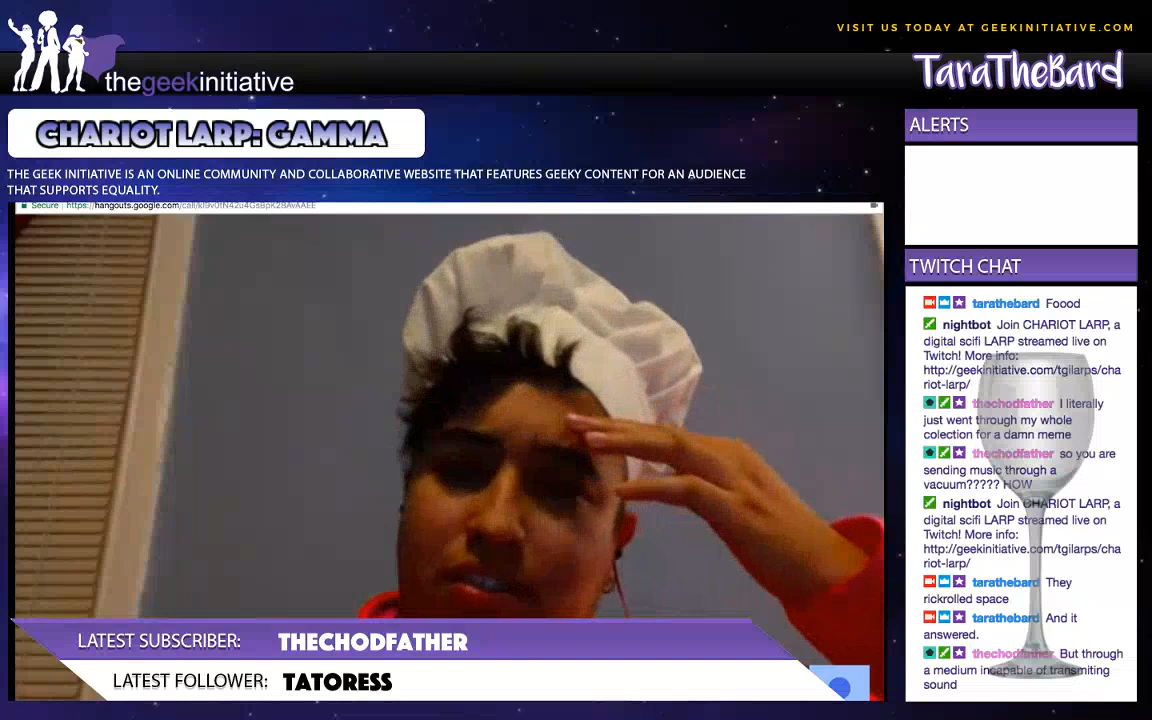 VISIT US TODAY AT GEEKINITIATIVE.COM
thegeekinitiative
TaraTheBard
CHARIOT LARP: GAMMA
THE GEEK INITIATIVE IS AN ONLINE COMMUNITY AND COLLABORATIVE WEBSITE THAT FEATURES GEEKY CONTENT FOR AN AUDIENCE
THAT SUPPORTS EQUALITY.
Secure https://hangouts.google.com/call/
ALERTS
TWITCH CHAT
tarathebard Foood
nightbot Join CHARIOT LARP, a
digital scifi LARP streamed live on
Twitch! More info:
http://geekinitiative.com/tgilarps/cha
riot-larp/
thechodfather I literally
just went through my whole
colection for a damn meme
thechodfather so you are
sending music through a
vacuum????? HOW
nightbot Join CHARIOT LARP, a
digital scifi LARP streamed live on
Twitch! More info:
http://geekinitiative.com/tgilarps/cha
riot-larp/
tarathebard They
rickrolled space
tarathebard And it
answered.
thechodfather But through
a medium incapable of transmiting
sound
LATEST SUBSCRIBER: THECHODFATHER
LATEST FOLLOWER: TATORESS